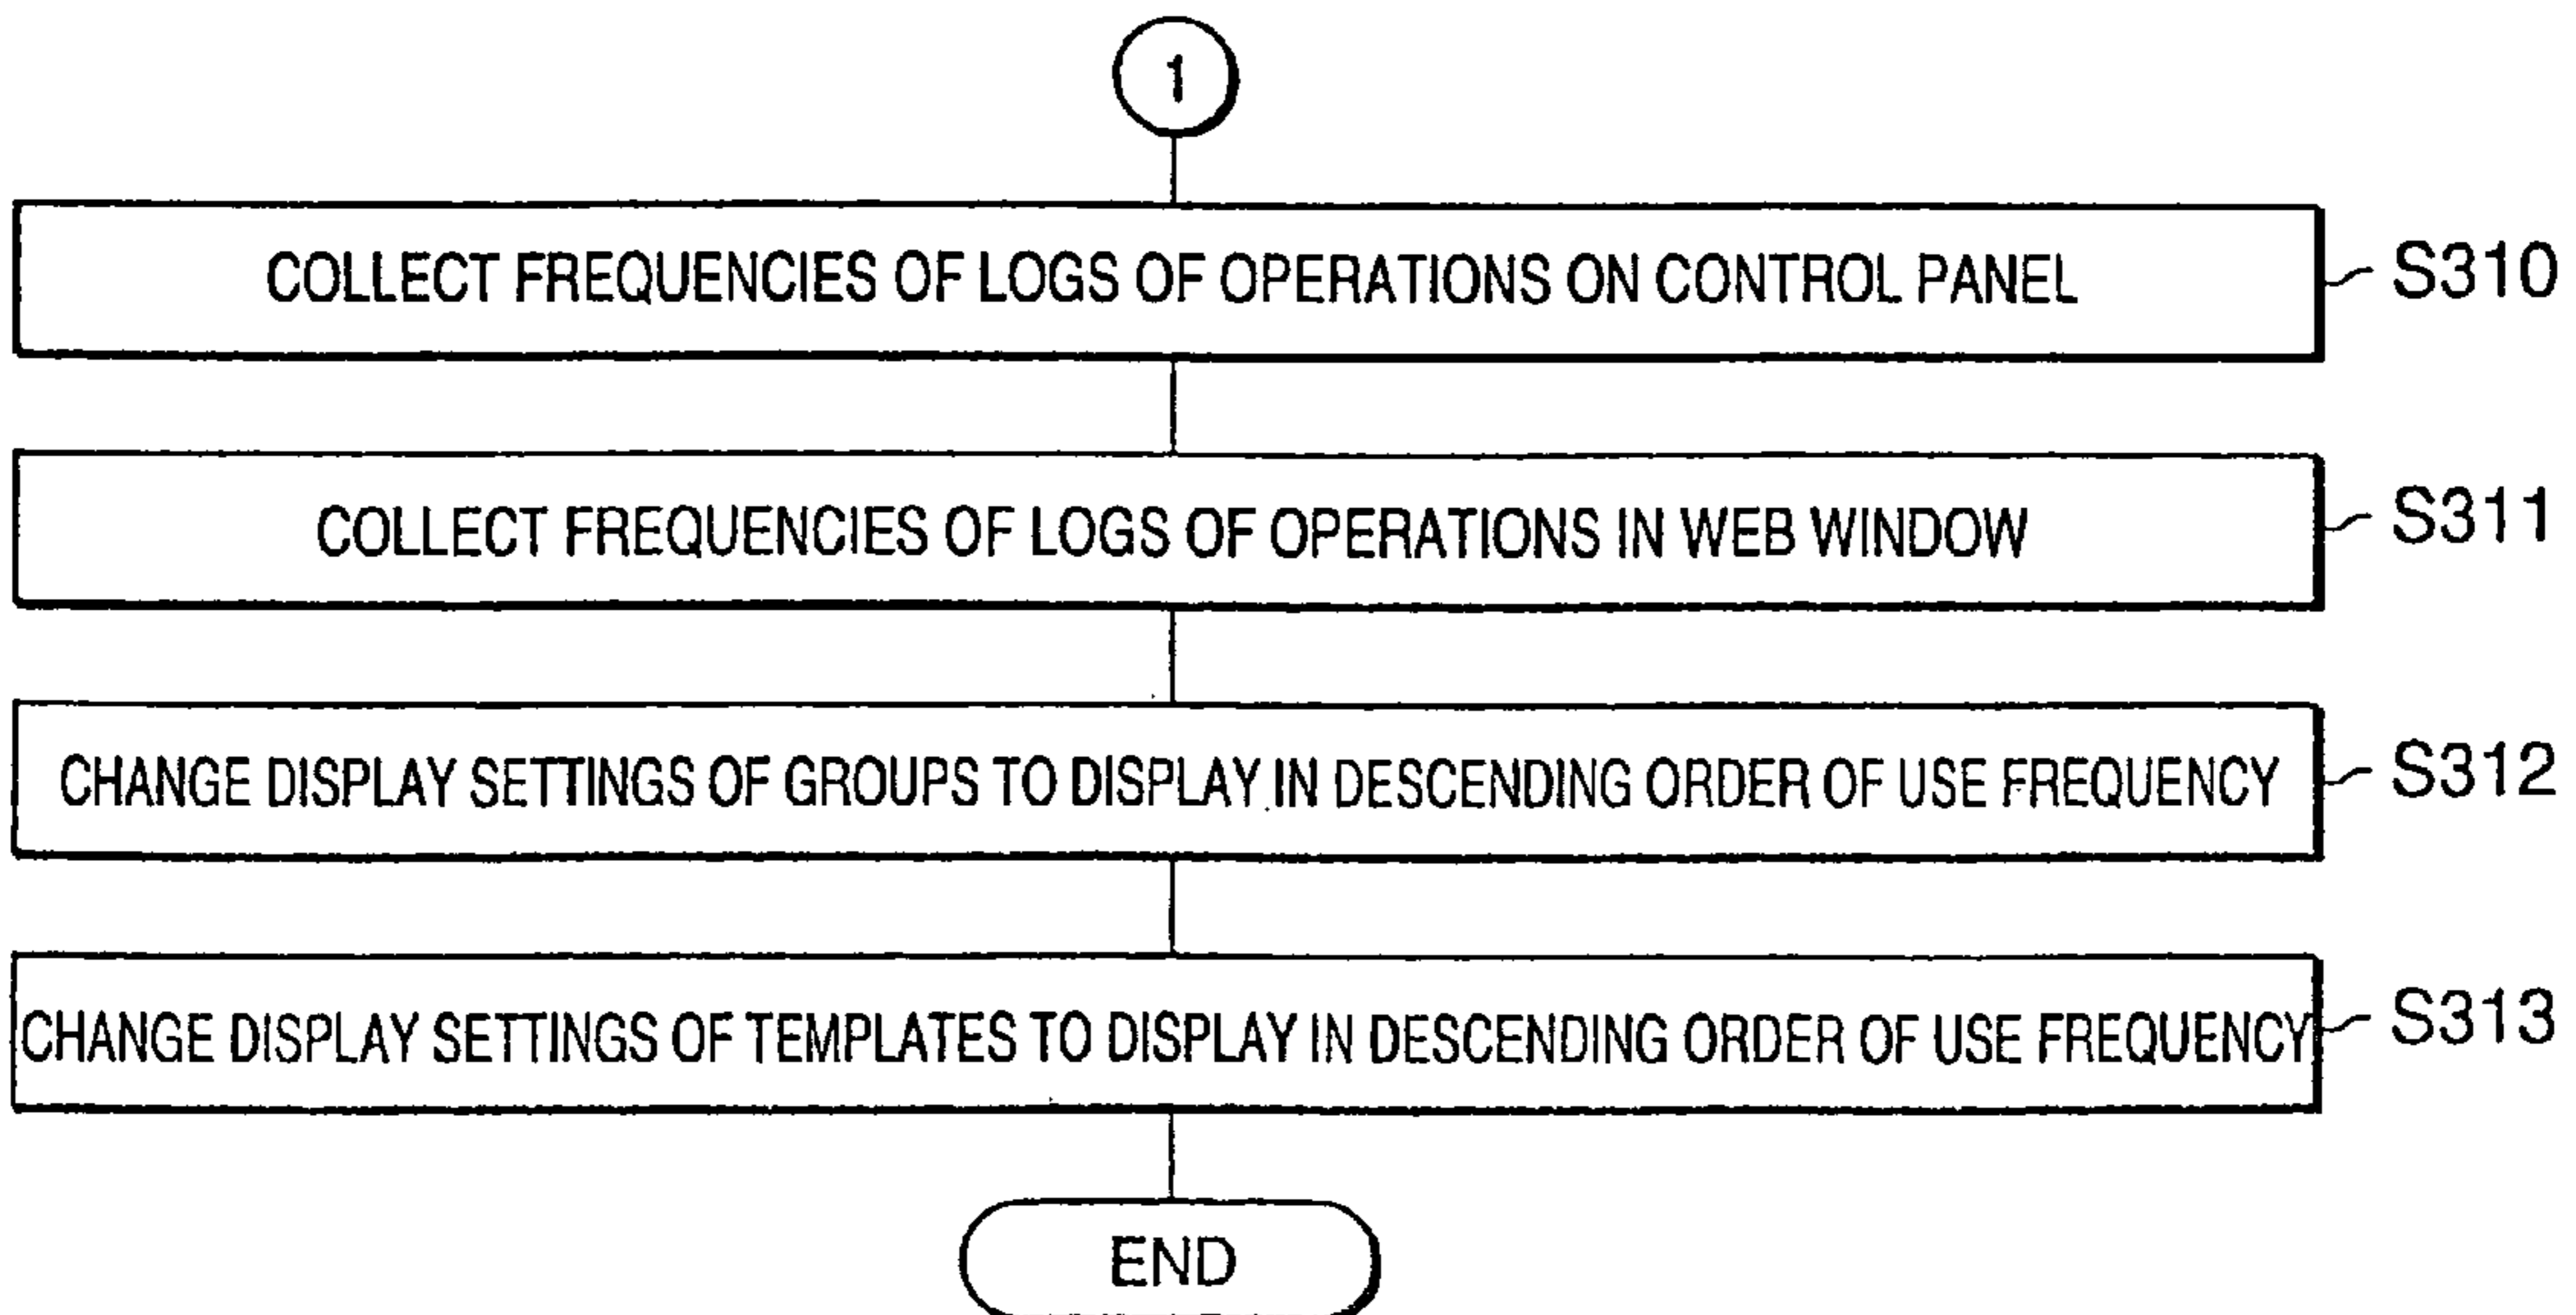 1
COLLECT FREQUENCIES OF LOGS OF OPERATIONS ON CONTROL PANEL
S310
COLLECT FREQUENCIES OF LOGS OF OPERATIONS IN WEB WINDOW
S311
CHANGE DISPLAY SETTINGS OF GROUPS TO DISPLAY IN DESCENDING ORDER OF USE FREQUENCY
S312
CHANGE DISPLAY SETTINGS OF TEMPLATES TO DISPLAY IN DESCENDING ORDER OF USE FREQUENCY
S313
END